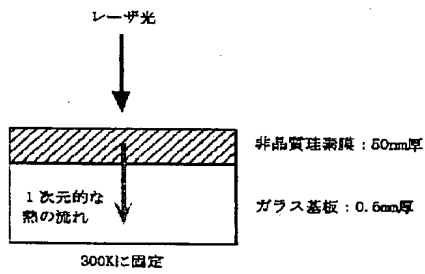 レーザ光
非晶質珪素膜：50nm厚
1次元的な
熱の流れ
ガラス基板：0.6mm厚
300Kに固定